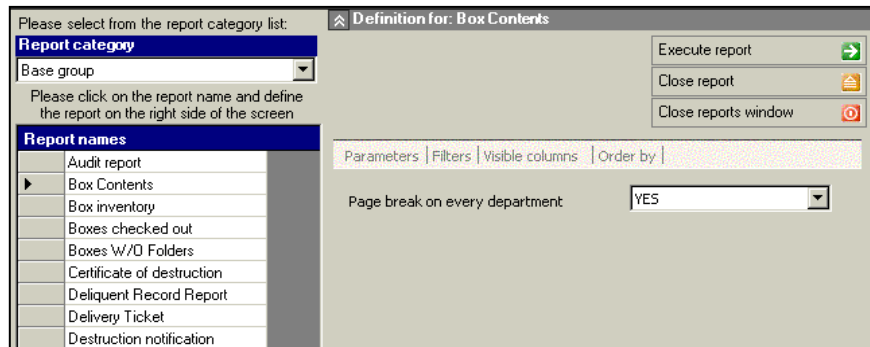 Please select from the report category list:
Report category
Base group
Please click on the report name and define
the report on the right side of the screen
Report names
Audit report
Box Contents
Box inventory
Boxes checked out
Boxes W/O Folders
Certificate of destruction
Deliquent Record Report
Delivery Ticket
Destruction notification
Definition for: Box Contents
Execute report
Close report
Close reports window
Parameters | Filters | Visible columns | Order by |
Page break on every department YES